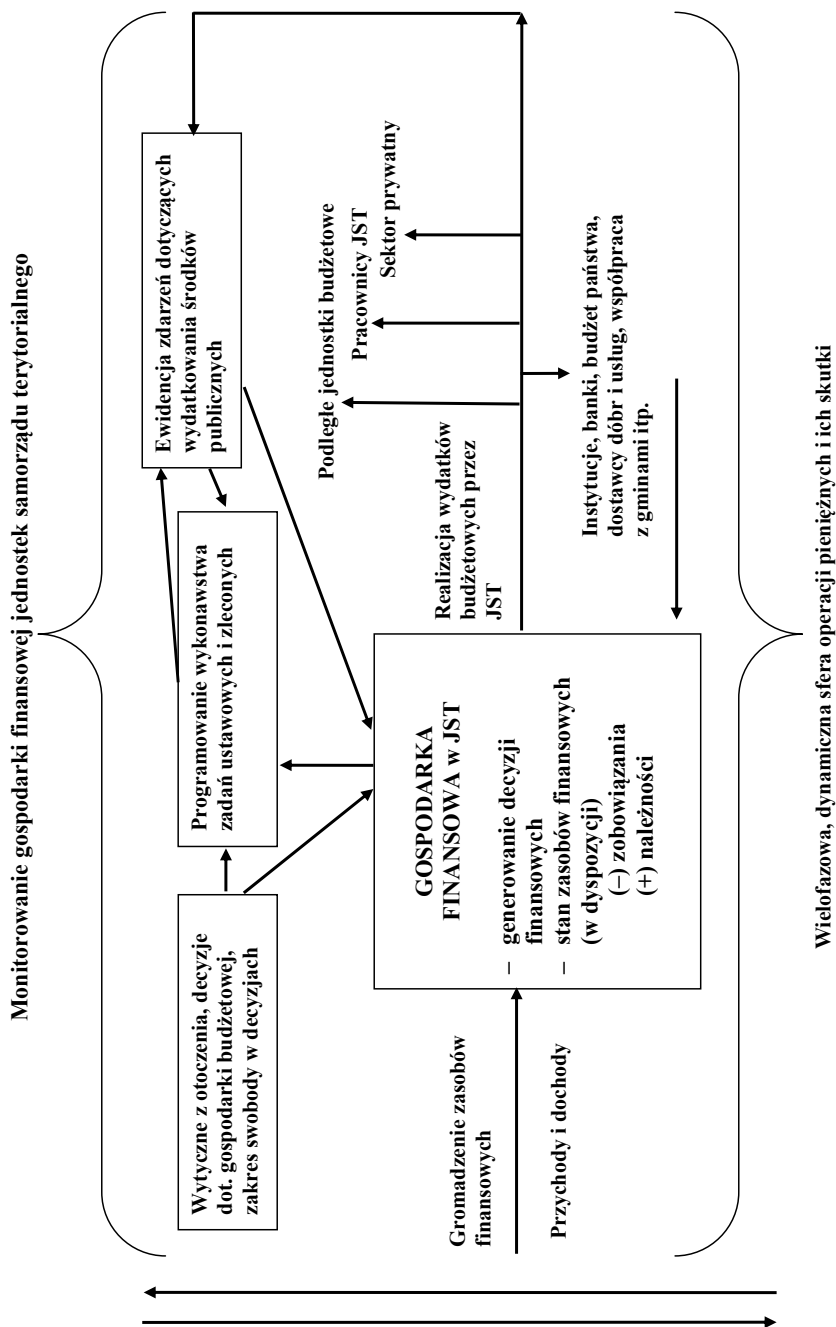 Monitorowanie gospodarki finansowej jednostek samorządu terytorialnego
Wytyczne z otoczenia, decyzje
dot. gospodarki budżetowej,
zakres swobody w decyzjach
Programowanie wykonawstwa
zadań ustawowych i zleconych
Ewidencja zdarzeń dotyczących
wydatkowania środków
publicznych
Gromadzenie zasobów
finansowych
Przychody i dochody
GOSPODARKA
FINANSOWA w JST
– generowanie decyzji
finansowych
– stan zasobów finansowych
(w dyspozycji)
(–) zobowiązania
(+) należności
Realizacja wydatków
budżetowych przez
JST
Podległe jednostki budżetowe
Pracownicy JST
Sektor prywatny
Instytucje, banki, budżet państwa,
dostawcy dóbr i usług, współpraca
z gminami itp.
Wielofazowa, dynamiczna sfera operacji pieniężnych i ich skutki